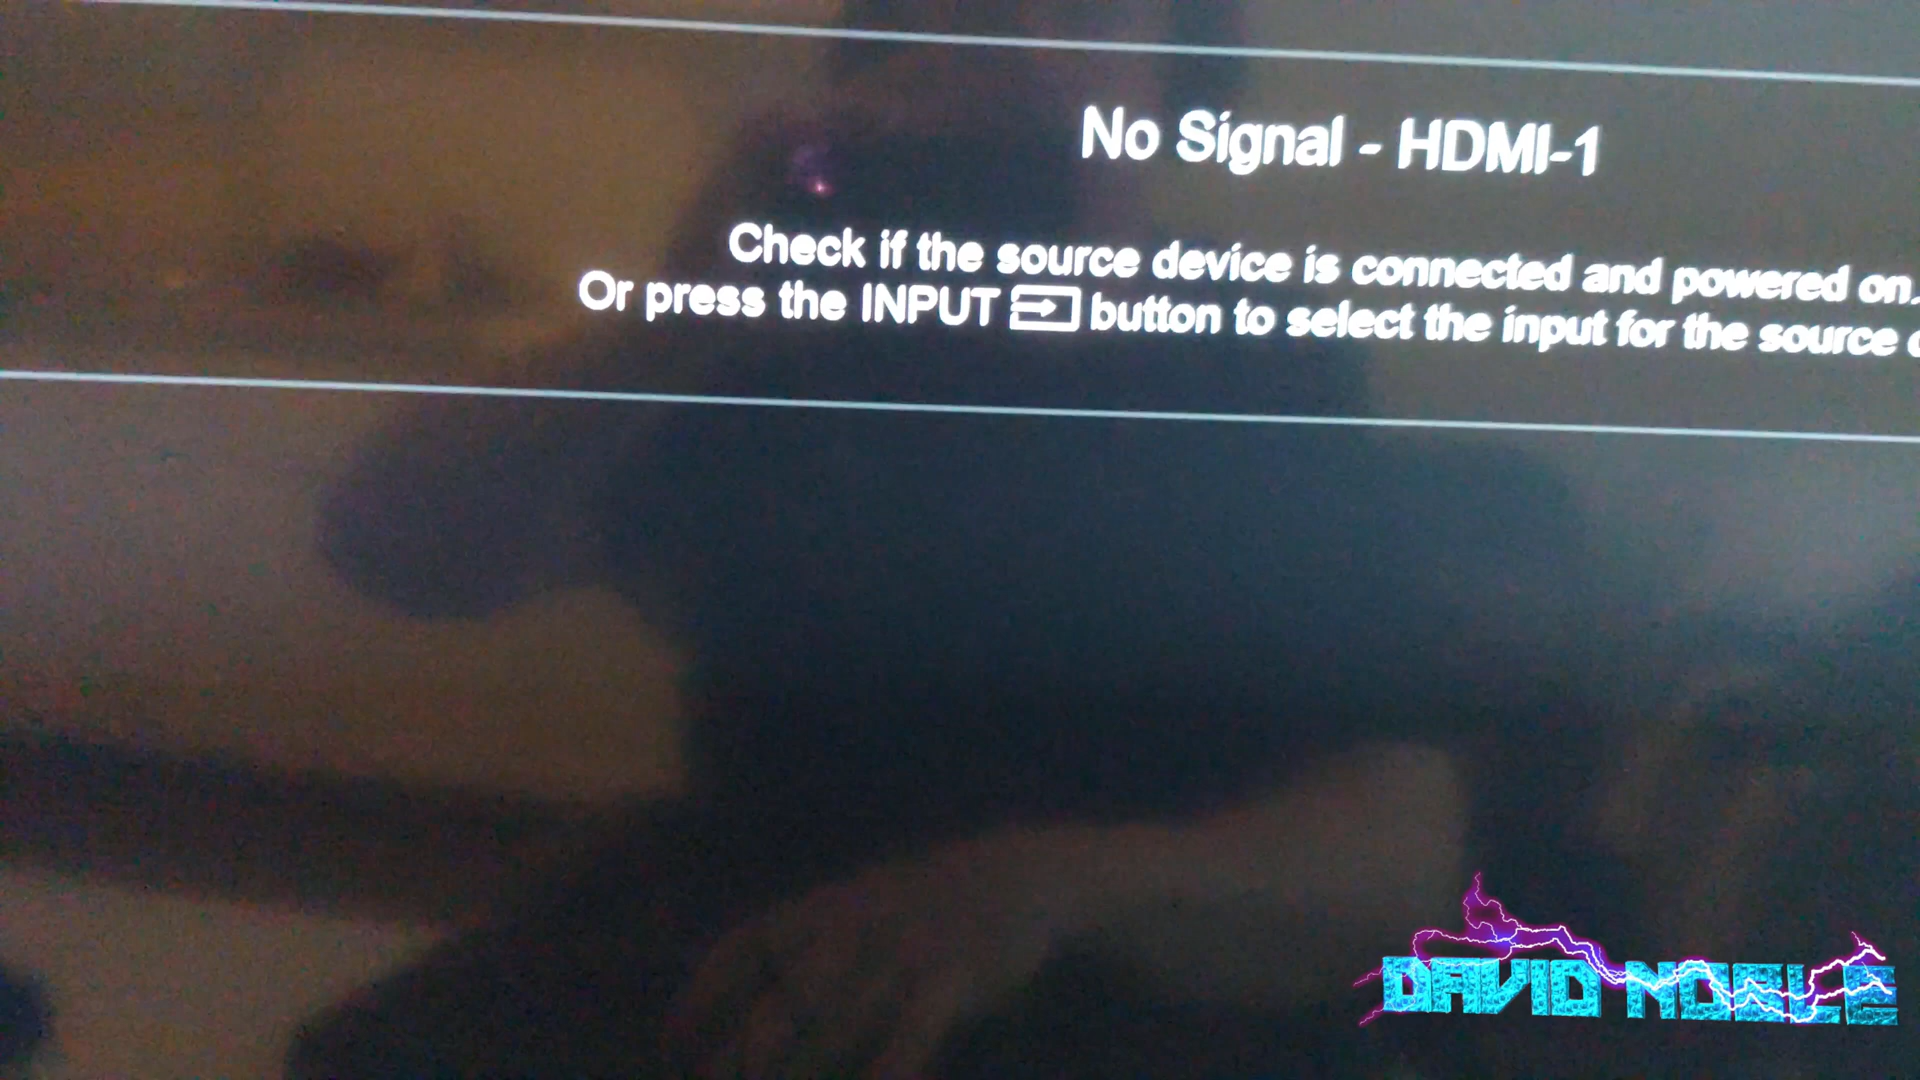 No Signal - HDMI-1
Check if the source device is connected and powered on.
Or press the INPUT button to select the input for the source
DAVID NOBLE